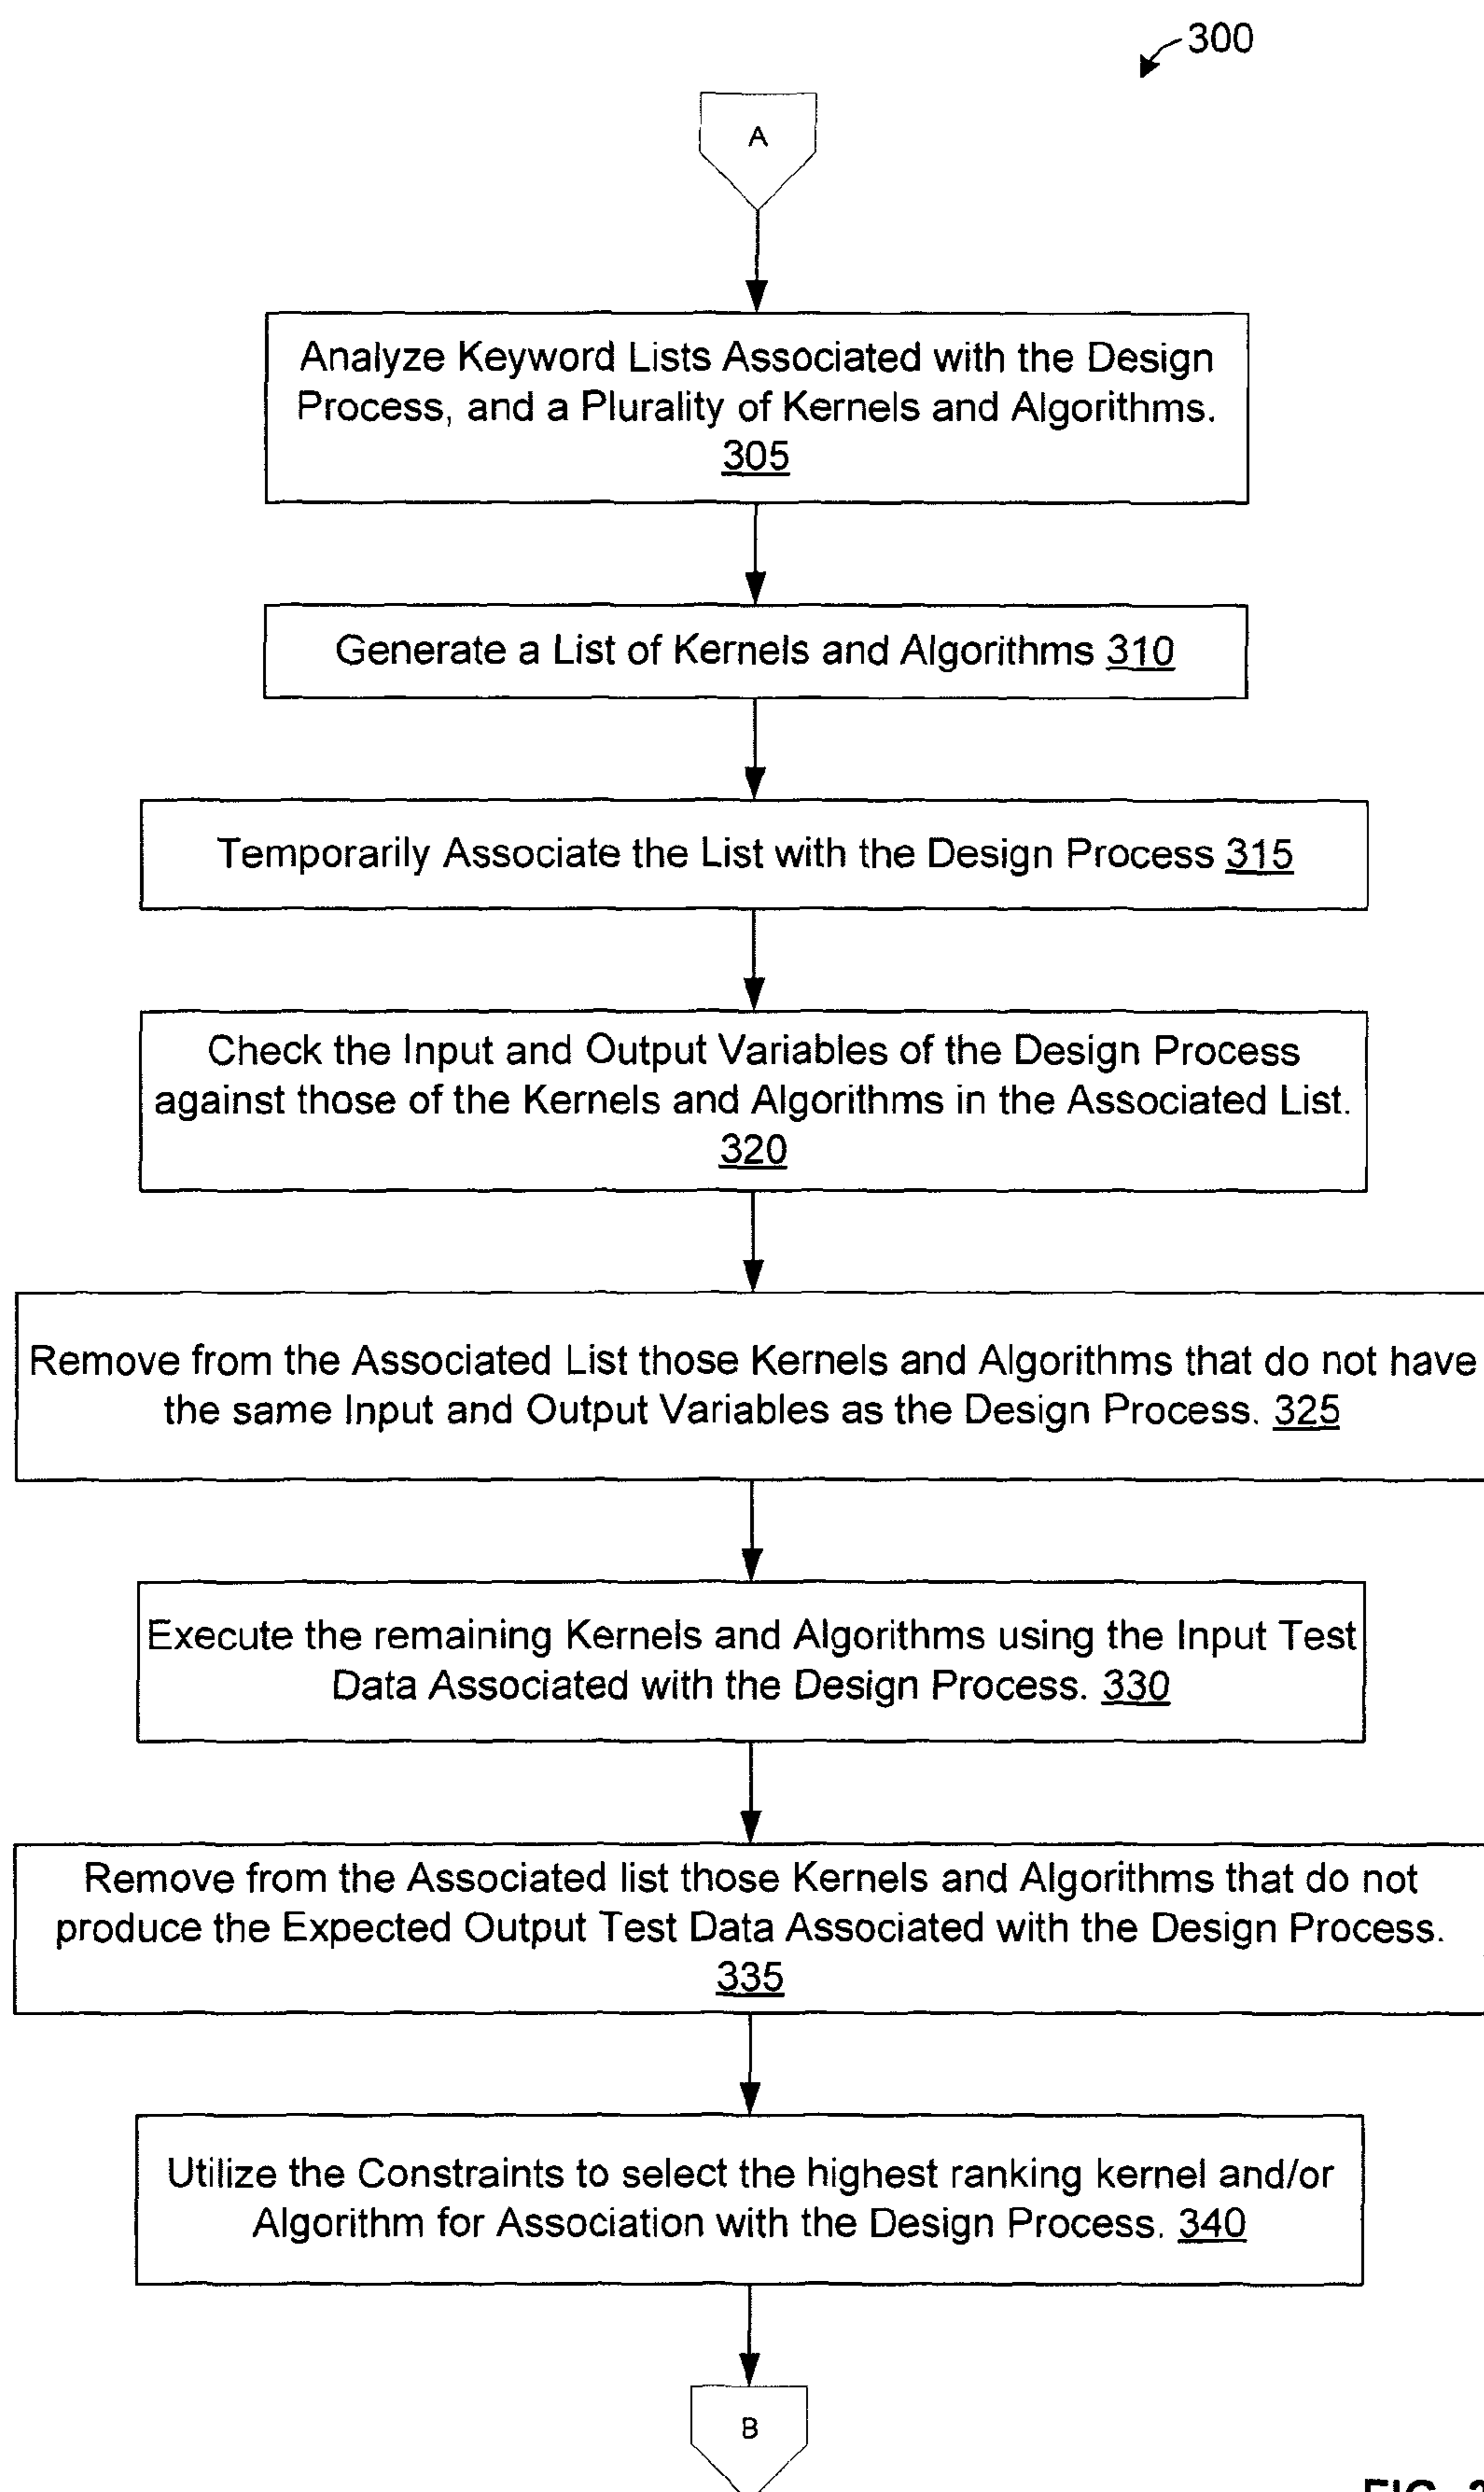 300
A
Analyze Keyword Lists Associated with the Design
Process, and a Plurality of Kernels and Algorithms.
305
Generate a List of Kernels and Algorithms 310
Temporarily Associate the List with the Design Process 315
Check the Input and Output Variables of the Design Process
against those of the Kernels and Algorithms in the Associated List.
320
Remove from the Associated List those Kernels and Algorithms that do not have
the same Input and Output Variables as the Design Process. 325
Execute the remaining Kernels and Algorithms using the Input Test
Data Associated with the Design Process. 330
Remove from the Associated list those Kernels and Algorithms that do not
produce the Expected Output Test Data Associated with the Design Process.
335
Utilize the Constraints to select the highest ranking kernel and/or
Algorithm for Association with the Design Process. 340
B